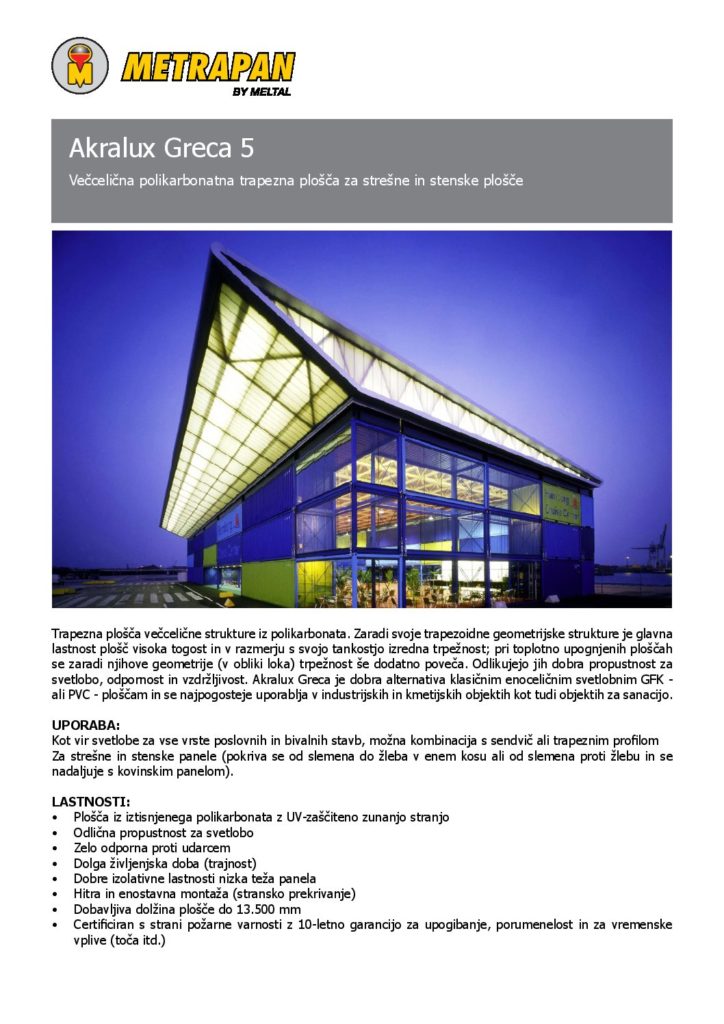 M
METRAPAN
BY MELTAL
Akralux Greca 5
Večcelična polikarbonatna trapezna plošča za strešne in stenske plošče
Trapezna plošča večcelične strukture iz polikarbonata. Zaradi svoje trapezoidne geometrijske strukture je glavna
lastnost plošč visoka togost in v razmerju s svojo tankostjo izredna trpežnost; pri toplotno upognjenih ploščah
se zaradi njihove geometrije (v obliki loka) trpežnost še dodatno poveča. Odlikujejo jih dobra propustnost za
svetlobo, odpornost in vzdržljivost. Akralux Greca je dobra alternativa klasičnim enoceličnim svetlobnim GFK -
ali PVC - ploščam in se najpogosteje uporablja v industrijskih in kmetijskih objektih kot tudi objektih za sanacijo.
UPORABA:
Kot vir svetlobe za vse vrste poslovnih in bivalnih stavb, možna kombinacija s sendvič ali trapeznim profilom
Za strešne in stenske panele (pokriva se od slemena do žleba v enem kosu ali od slemena proti žlebu in se
nadaljuje s kovinskim panelom).
LASTNOSTI:
• Plošča iz iztisnjenega polikarbonata z UV-zaščiteno zunanjo stranjo
• Odlična propustnost za svetlobo
• Zelo odporna proti udarcem
• Dolga življenjska doba (trajnost)
• Dobre izolativne lastnosti nizka teža panela
• Hitra in enostavna montaža (stransko prekrivanje)
• Dobavljiva dolžina plošče do 13.500 mm
• Certificiran s strani požarne varnosti z 10-letno garancijo za upogibanje, porumenelost in za vremenske
vplive (toča itd.)